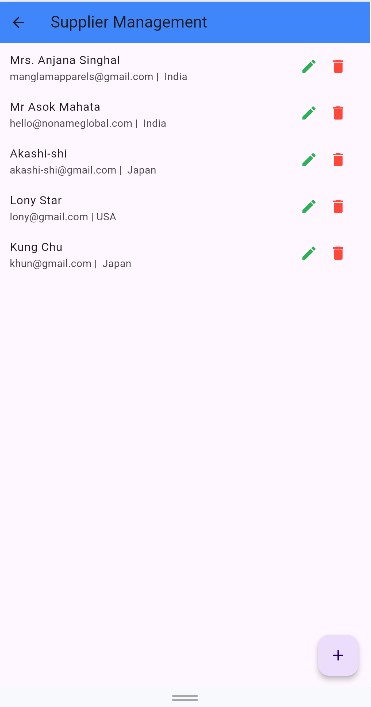 Supplier Management
Mrs. Anjana Singhal
manglamapparels@gmail.com |  India
Mr Asok Mahata
hello@nonameglobal.com |  India
Akashi-shi
akashi-shi@gmail.com |  Japan
Lony Star
lony@gmail.com | USA
Kung Chu
khun@gmail.com |  Japan
+